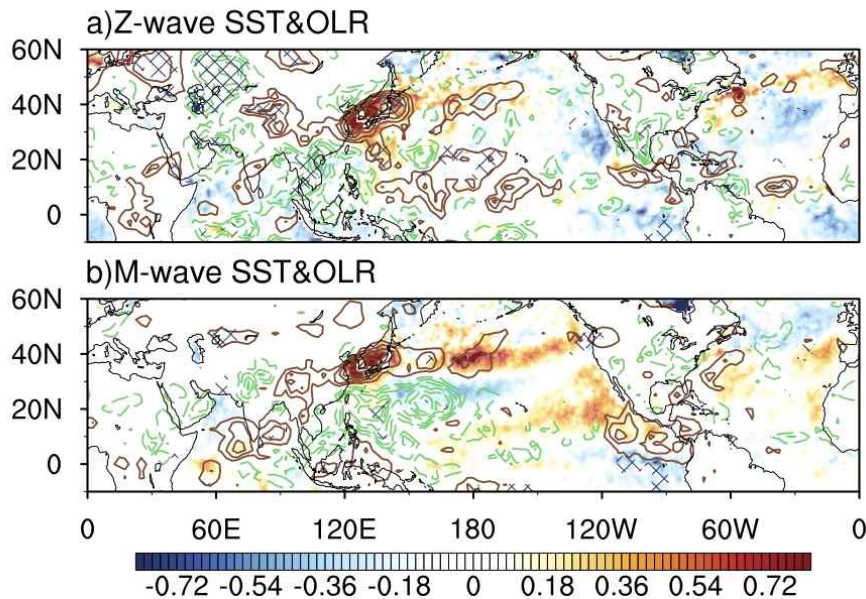 a)Z-wave SST&OLR
60N
40N
20N
0
b)M-wave SST&OLR
60N
40N
20N
0
0 60E 120E 180 120W 60W 0
-0.72 -0.54 -0.36 -0.18 0 0.18 0.36 0.54 0.72